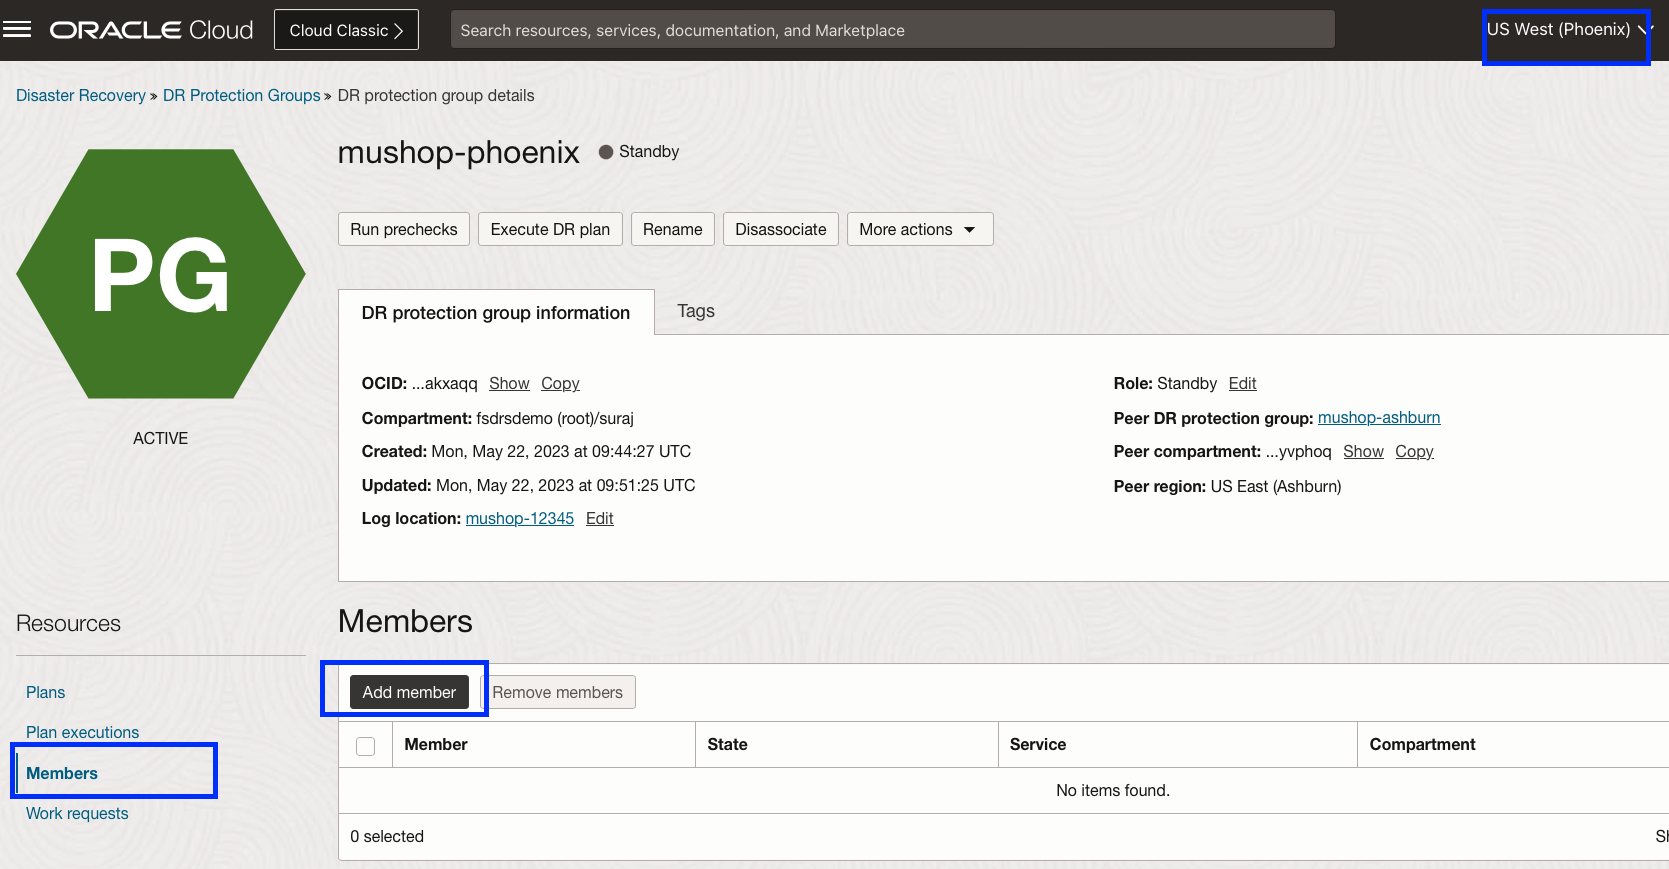 ORACLE Cloud Cloud Classic Search resources, services, documentation, and Marketplace US West (Phoenix)
Disaster Recovery » DR Protection Groups » DR protection group details
mushop-phoenix Standby
PG
ACTIVE
Run prechecks Execute DR plan Rename Disassociate More actions
DR protection group information Tags
OCID: ...akxaqq Show Copy
Compartment: fsdrsdemo (root)/suraj
Created: Mon, May 22, 2023 at 09:44:27 UTC
Updated: Mon, May 22, 2023 at 09:51:25 UTC
Log location: mushop-12345 Edit
Role: Standby Edit
Peer DR protection group: mushop-ashburn
Peer compartment: ...yvphoq Show Copy
Peer region: US East (Ashburn)
Resources
Plans
Plan executions
Members
Work requests
Members
Add member Remove members
Member State Service Compartment
No items found.
0 selected